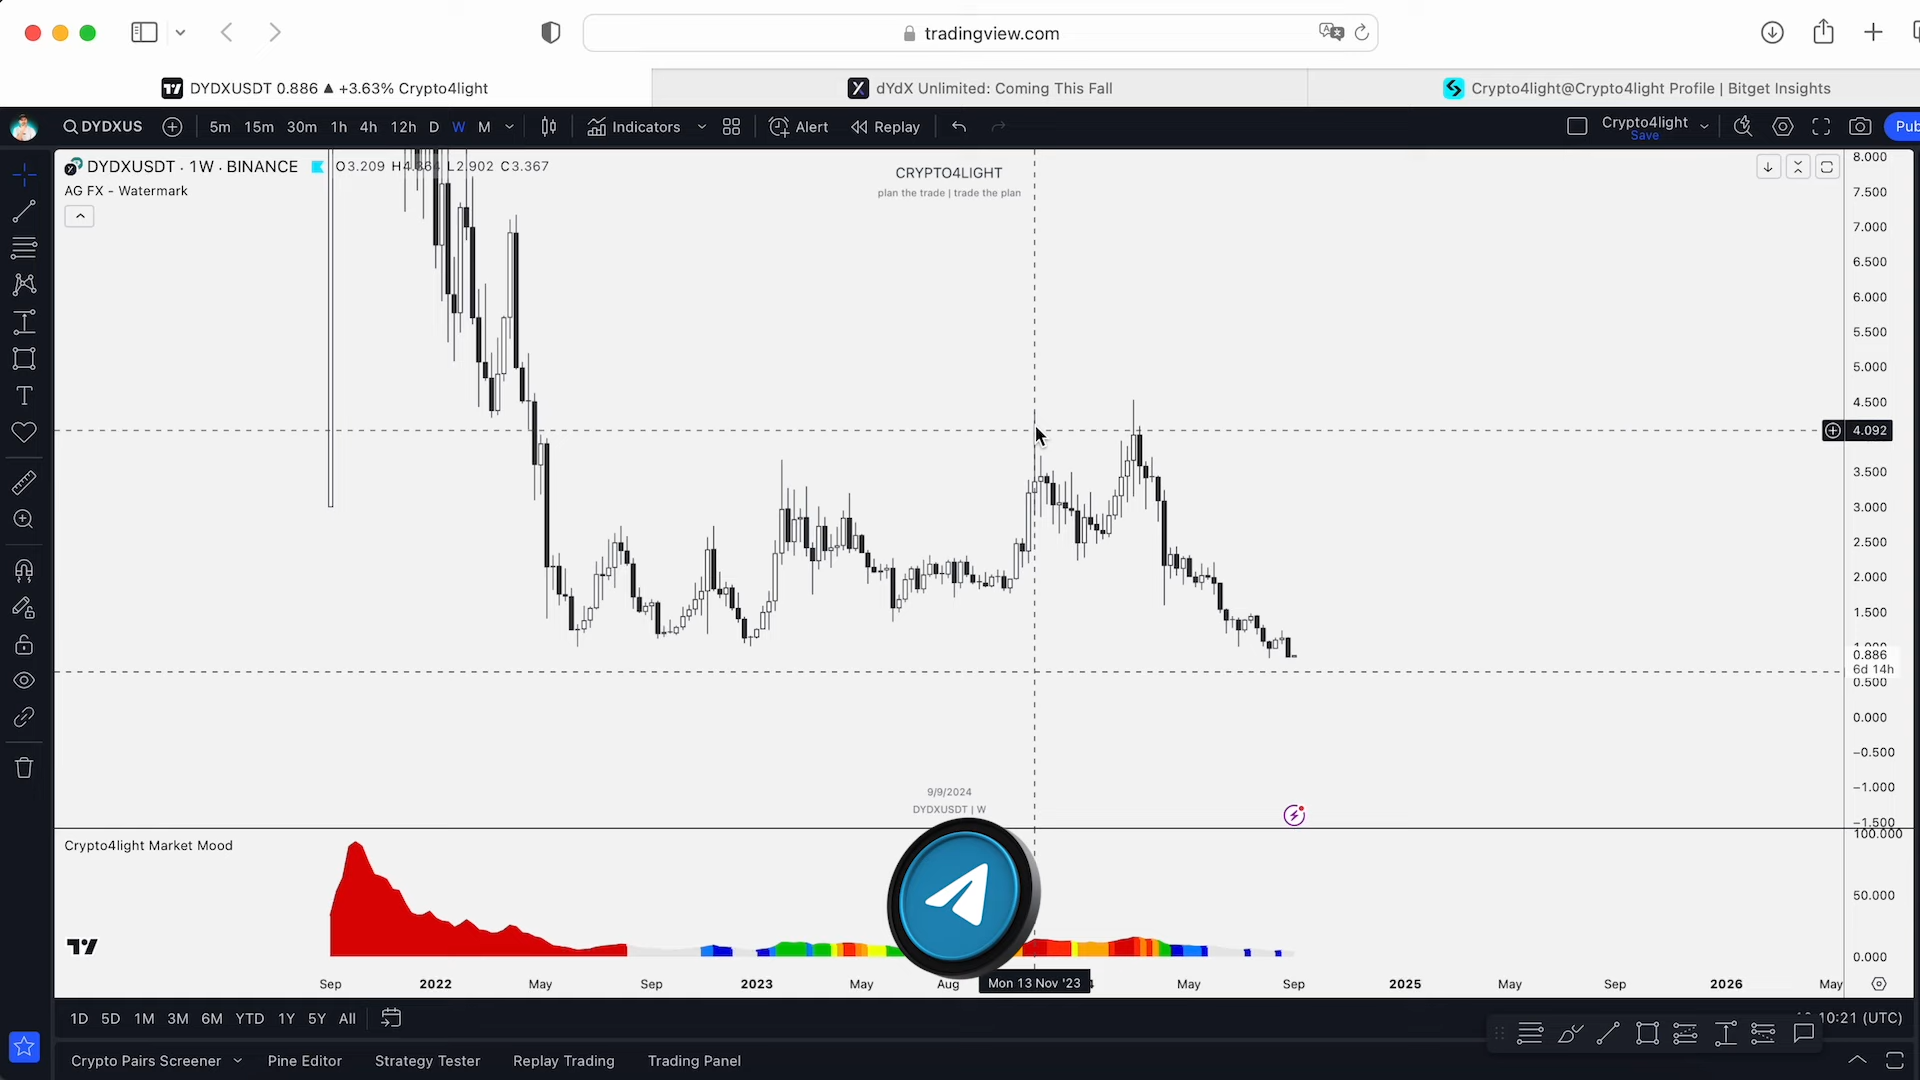 tradingview.com
DYDXUSDT 0.886 ▲ +3.63% Crypto4light
dYdX Unlimited: Coming This Fall
Crypto4light@Crypto4light Profile | Bitget Insights
DYDXUS
5m 15m 30m 1h 4h 12h D W M
Indicators
Alert
Replay
Crypto4light
Save
Pub
DYDXUSDT · 1W · BINANCE
O3.209 H4.364 L2.902 C3.367
AG FX - Watermark
CRYPTO4LIGHT
plan the trade | trade the plan
8.000
7.500
7.000
6.500
6.000
5.500
5.000
4.500
4.092
3.500
3.000
2.500
2.000
1.500
0.886
6d 14h
0.500
0.000
−0.500
−1.000
−1.500
9/9/2024
DYDXUSDT | W
Crypto4light Market Mood
100.000
50.000
0.000
Sep 2022 May Sep 2023 May Aug Mon 13 Nov '23 May Sep 2025 May Sep 2026 May
1D 5D 1M 3M 6M YTD 1Y 5Y All
10:21 (UTC)
Crypto Pairs Screener Pine Editor Strategy Tester Replay Trading Trading Panel